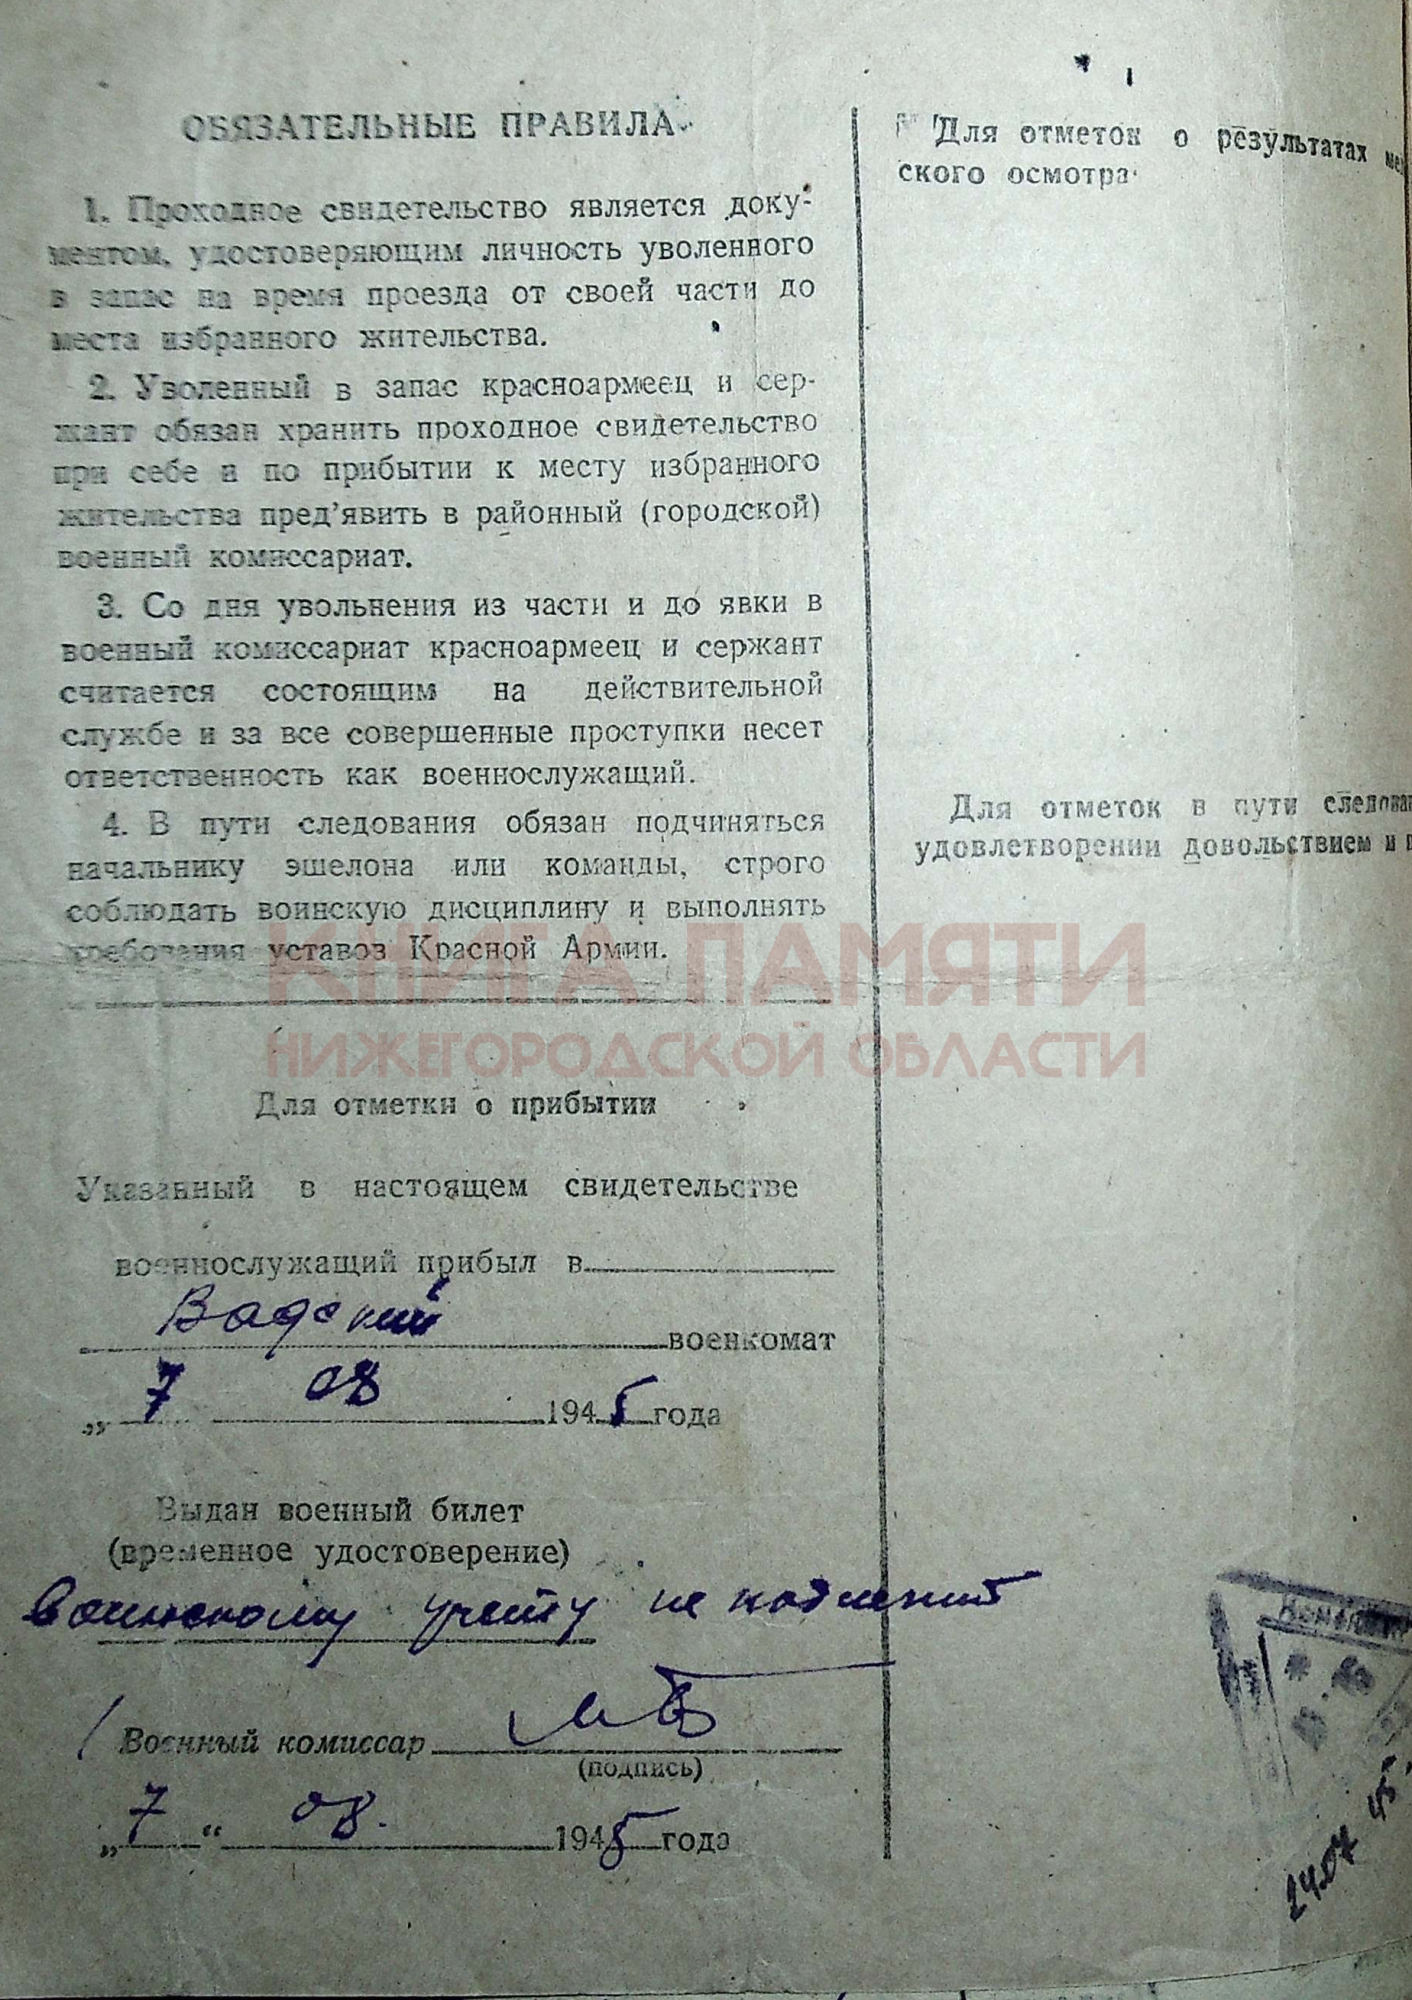 ОБЯЗАТЕЛЬНЫЕ ПРАВИЛА
1. Проходное свидетельство является доку-
ментом, удостоверяющим личность уволенного
в запас на время проезда от своей части до
места избранного жительства.
2. Уволенный в запас красноармеец и сер-
жант обязан хранить проходное свидетельство
при себе и по прибытии к месту избранного
жительства пред'явить в районный (городской)
военный комиссариат.
3. Со дня увольнения из части и до явки в
военный комиссариат красноармеец и сержант
считается состоящим на действительной
службе и за все совершенные проступки несет
ответственность как военнослужащий.
4. В пути следования обязан подчиняться
начальнику эшелона или команды, строго
соблюдать воинскую дисциплину и выполнять
требования уставов Красной Армии.
КНИГА ПАМЯТИ
НИЖЕГОРОДСКОЙ ОБЛАСТИ
Для отметки о прибытии
Указанный в настоящем свидетельстве
военнослужащий прибыл в
Вадский
военкомат
„ 7 08 1945 года
Выдан военный билет
(временное удостоверение)
Воинскому учету не подлежит
Военный комиссар
(подпись)
„ 7 “ 08. 1945 года
Для отметок о результатах
ского осмотра
Для отметок в пути
удовлетворении довольствием и
24.07 45